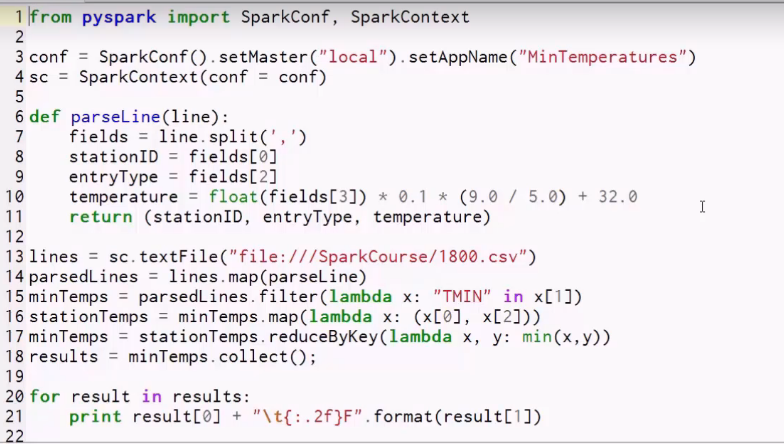 1 from pyspark import SparkConf, SparkContext
2
3 conf = SparkConf().setMaster("local").setAppName("MinTemperatures")
4 sc = SparkContext(conf = conf)
5
6 def parseLine(line):
7     fields = line.split(',')
8     stationID = fields[0]
9     entryType = fields[2]
10     temperature = float(fields[3]) * 0.1 * (9.0 / 5.0) + 32.0
11     return (stationID, entryType, temperature)
12
13 lines = sc.textFile("file:///SparkCourse/1800.csv")
14 parsedLines = lines.map(parseLine)
15 minTemps = parsedLines.filter(lambda x: "TMIN" in x[1])
16 stationTemps = minTemps.map(lambda x: (x[0], x[2]))
17 minTemps = stationTemps.reduceByKey(lambda x, y: min(x,y))
18 results = minTemps.collect();
19
20 for result in results:
21     print result[0] + "\t{:.2f}F".format(result[1])
22